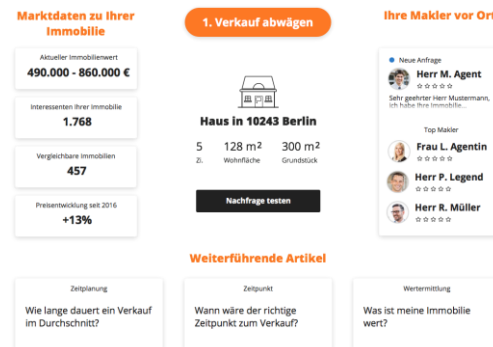 Marktdaten zu Ihrer
Immobilie
Aktueller Immobilienwert
490.000 - 860.000 €
Interessenten Ihrer Immobilie
1.768
Vergleichbare Immobilien
457
Preisentwicklung seit 2016
+13%
1. Verkauf abwägen
Haus in 10243 Berlin
5 128 m² 300 m²
Zi. Wohnfläche Grundstück
Nachfrage testen
Ihre Makler vor Ort
Neue Anfrage
Herr M. Agent
Sehr geehrter Herr Mustermann,
ich habe Ihre Immobilie...
Top Makler
Frau L. Agentin
Herr P. Legend
Herr R. Müller
Weiterführende Artikel
Zeitplanung
Wie lange dauert ein Verkauf
im Durchschnitt?
Zeitpunkt
Wann wäre der richtige
Zeitpunkt zum Verkauf?
Wertermittlung
Was ist meine Immobilie
wert?